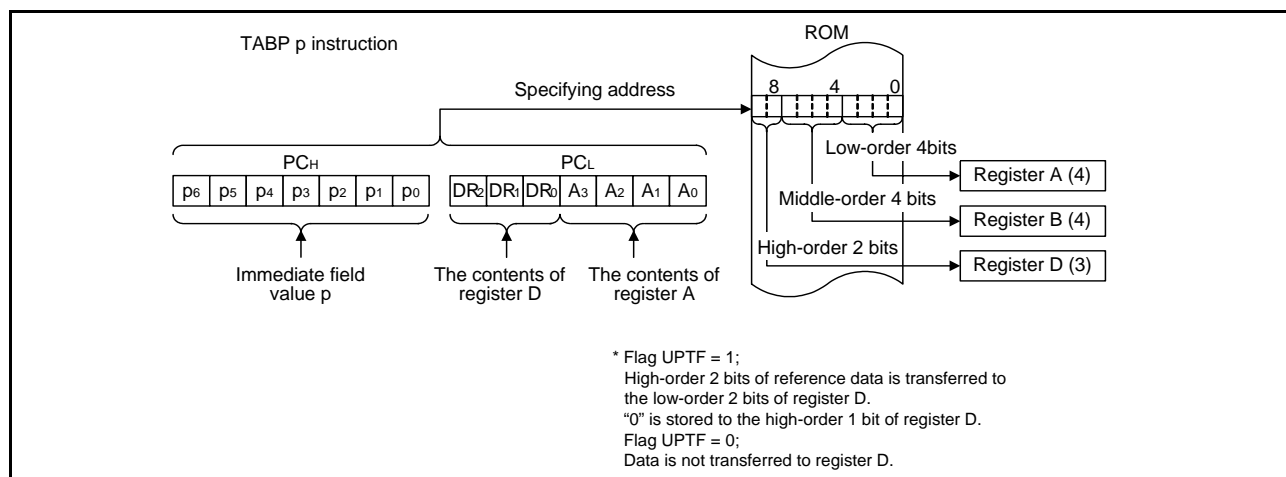 TABP p instruction
ROM
8 4 0
Specifying address
Low-order 4bits
PCH PCL
p6 p5 p4 p3 p2 p1 p0 DR2 DR1 DR0 A3 A2 A1 A0
Register A (4)
Middle-order 4 bits
Register B (4)
High-order 2 bits
Register D (3)
Immediate field
value p
The contents of
register D
The contents of
register A
* Flag UPTF = 1;
High-order 2 bits of reference data is transferred to
the low-order 2 bits of register D.
“0” is stored to the high-order 1 bit of register D.
Flag UPTF = 0;
Data is not transferred to register D.